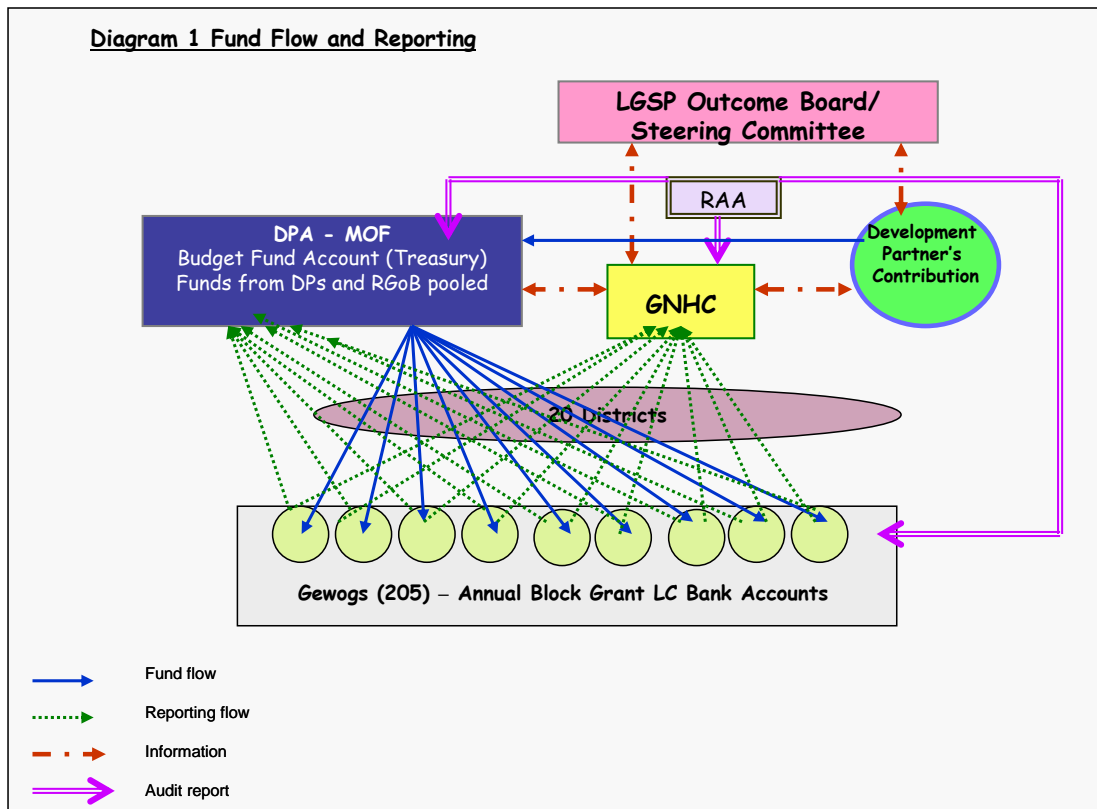 Diagram 1 Fund Flow and Reporting
LGSP Outcome Board/
Steering Committee
RAA
DPA - MOF
Budget Fund Account (Treasury)
Funds from DPs and RGoB pooled
Development
Partner's
Contribution
GNHC
20 Districts
Gewogs (205) – Annual Block Grant LC Bank Accounts
Fund flow
Reporting flow
Information
Audit report